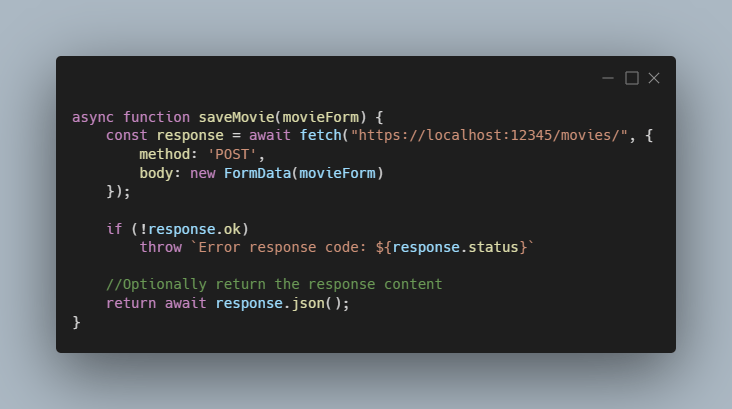 async function saveMovie(movieForm) {
    const response = await fetch("https://localhost:12345/movies/", {
        method: 'POST',
        body: new FormData(movieForm)
    });

    if (!response.ok)
        throw `Error response code: ${response.status}`

    //Optionally return the response content
    return await response.json();
}